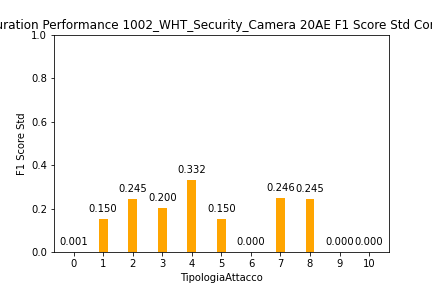 uration Performance 1002_WHT_Security_Camera 20AE F1 Score Std Cor
1.0
0.8
0.6
0.4
0.2
0.0
F1 Score Std
0.001 0.150 0.245 0.200 0.332 0.150 0.000 0.246 0.245 0.000 0.000
0 1 2 3 4 5 6 7 8 9 10
TipologiaAttacco